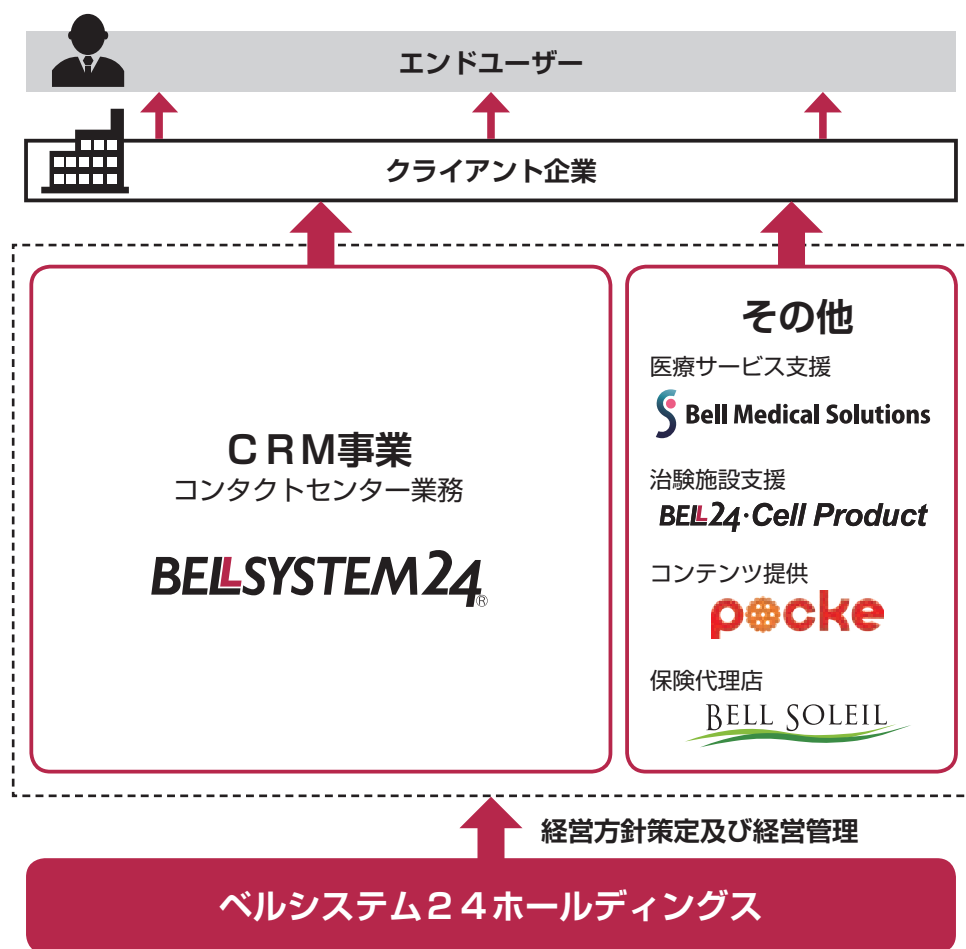 エンドユーザー
クライアント企業
CRM事業
コンタクトセンター業務
BELLSYSTEM24®
その他
医療サービス支援
Bell Medical Solutions
治験施設支援
BELL24・Cell Product
コンテンツ提供
pocke
保険代理店
BELL SOLEIL
経営方針策定及び経営管理
ベルシステム24ホールディングス